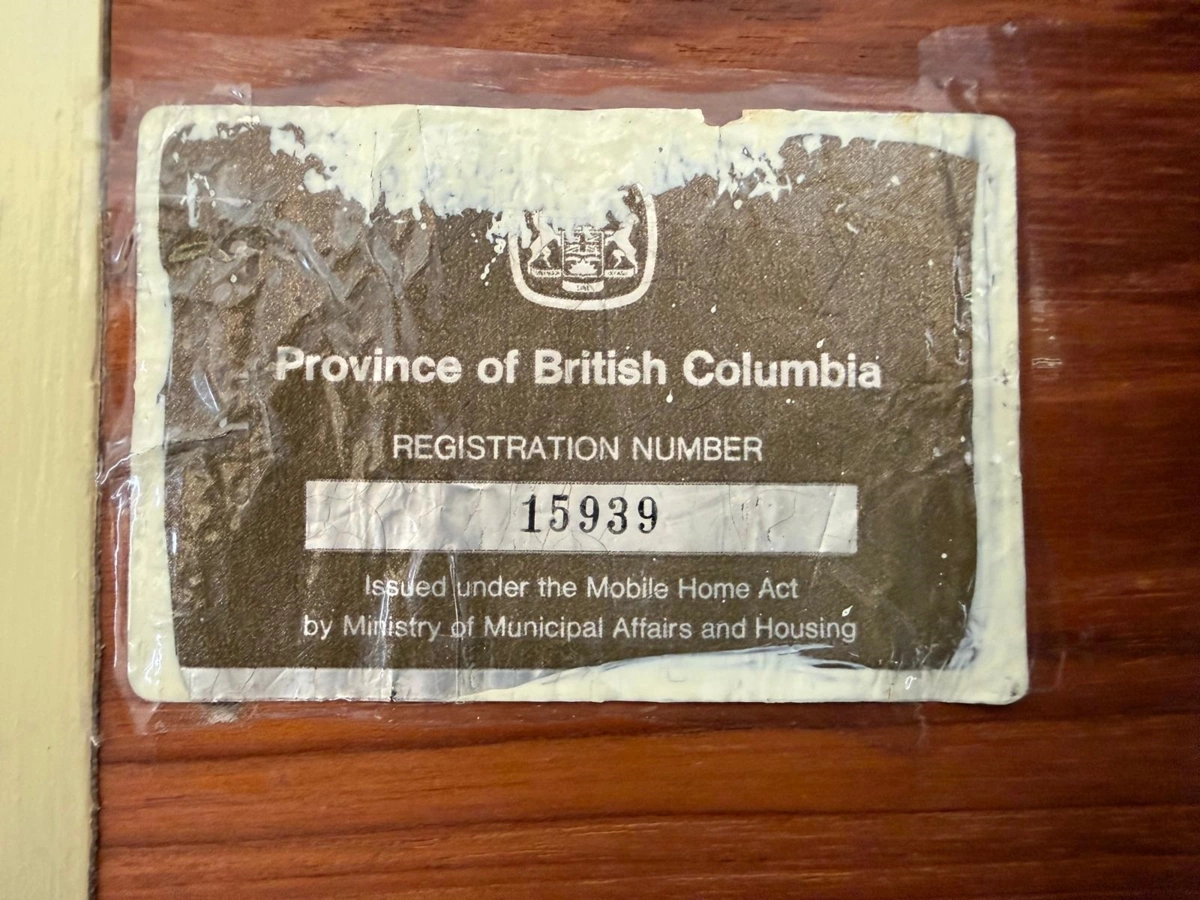 Province of British Columbia
REGISTRATION NUMBER
15939
Issued under the Mobile Home Act
by Ministry of Municipal Affairs and Housing